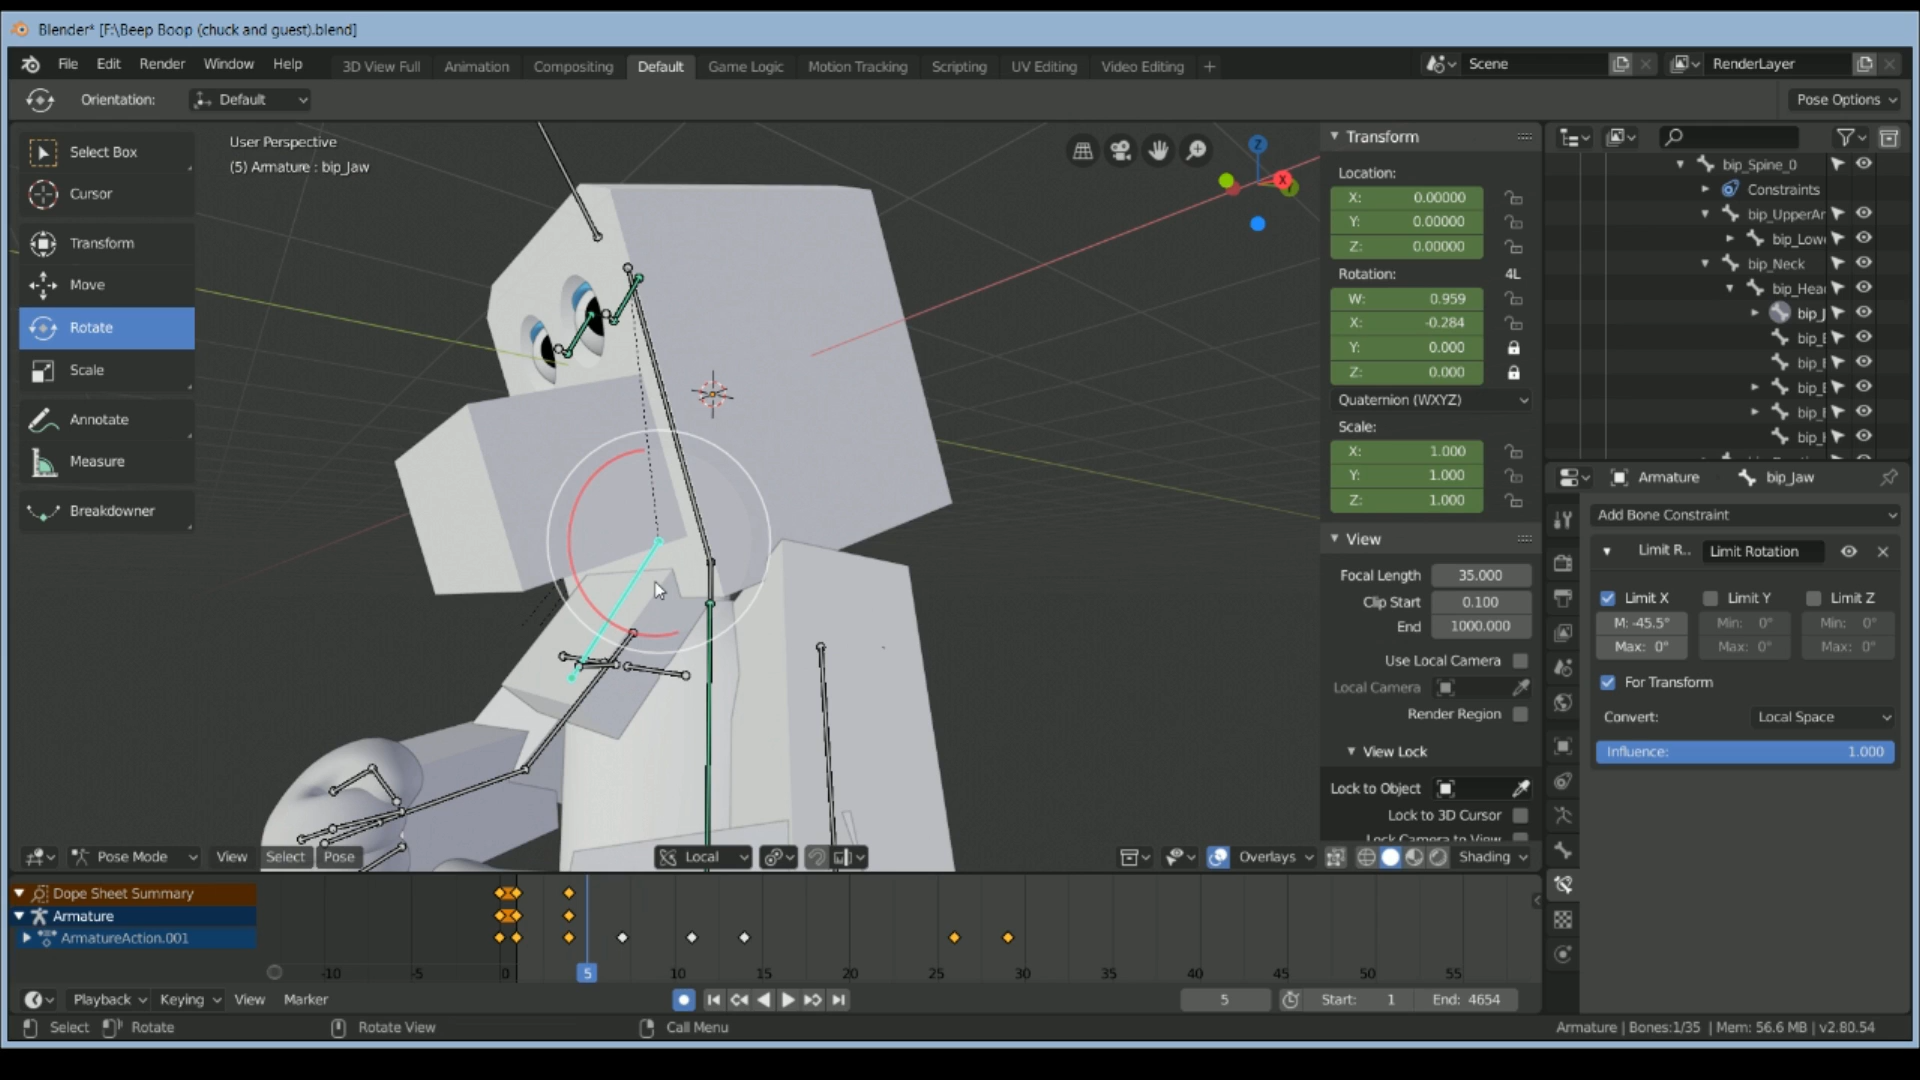 Blender* [F:\Beep Boop (chuck and guest).blend]
File Edit Render Window Help 3D View Full Animation Compositing Default Game Logic Motion Tracking Scripting UV Editing Video Editing + Scene RenderLayer
Orientation: Default Pose Options
Select Box
Cursor
Transform
Move
Rotate
Scale
Annotate
Measure
Breakdowner
User Perspective
(5) Armature : bip_Jaw
Z
X
Transform
Location:
X: 0.00000
Y: 0.00000
Z: 0.00000
Rotation: 4L
W: 0.959
X: -0.284
Y: 0.000
Z: 0.000
Quaternion (WXYZ)
Scale:
X: 1.000
Y: 1.000
Z: 1.000
View
Focal Length 35.000
Clip Start 0.100
End 1000.000
Use Local Camera
Local Camera
Render Region
View Lock
Lock to Object
Lock to 3D Cursor
Lock Camera to View
bip_Spine_0
Constraints
bip_UpperAr
bip_Low
bip_Neck
bip_Hea
bip_J
bip_
bip_
bip_
bip_
bip_
Armature bip_Jaw
Add Bone Constraint
Limit R.. Limit Rotation
Limit X Limit Y Limit Z
M: -45.5° Min: 0° Min: 0°
Max: 0° Max: 0° Max: 0°
For Transform
Convert: Local Space
Influence: 1.000
Pose Mode View Select Pose Local Overlays Shading
Dope Sheet Summary
Armature
ArmatureAction.001
-10 -5 0 5 10 15 20 25 30 35 40 45 50 55
Playback Keying View Marker 5 Start: 1 End: 4654
Select Rotate Rotate View Call Menu Armature | Bones:1/35 | Mem: 56.6 MB | v2.80.54